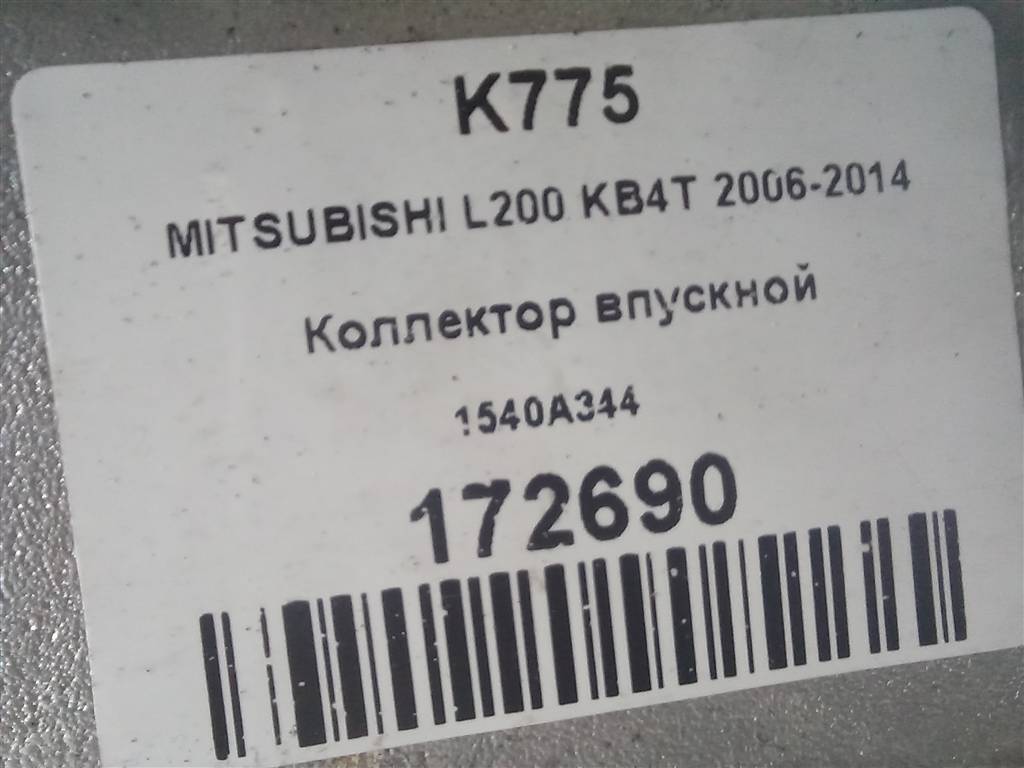 K775
MITSUBISHI L200 KB4T 2006-2014
Коллектор впускной
1540A344
172690